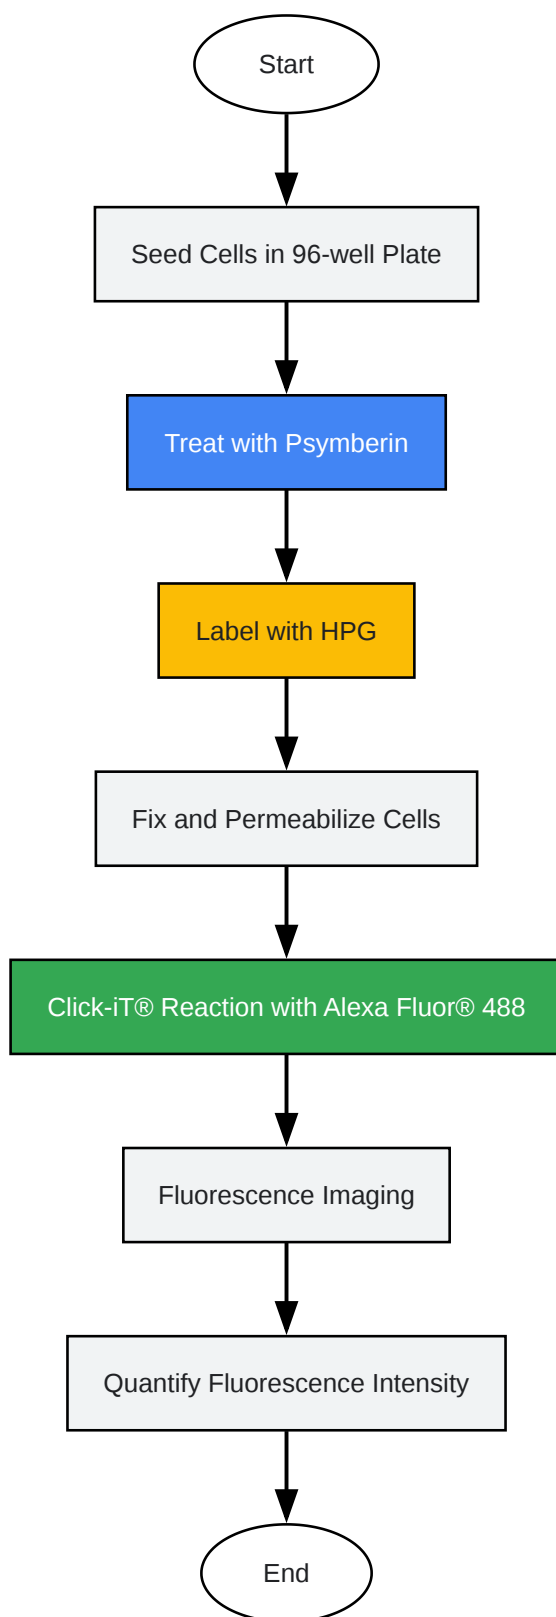 Start
Seed Cells in 96-well Plate
Treat with Psymberin
Label with HPG
Fix and Permeabilize Cells
Click-iT® Reaction with Alexa Fluor® 488
Fluorescence Imaging
Quantify Fluorescence Intensity
End